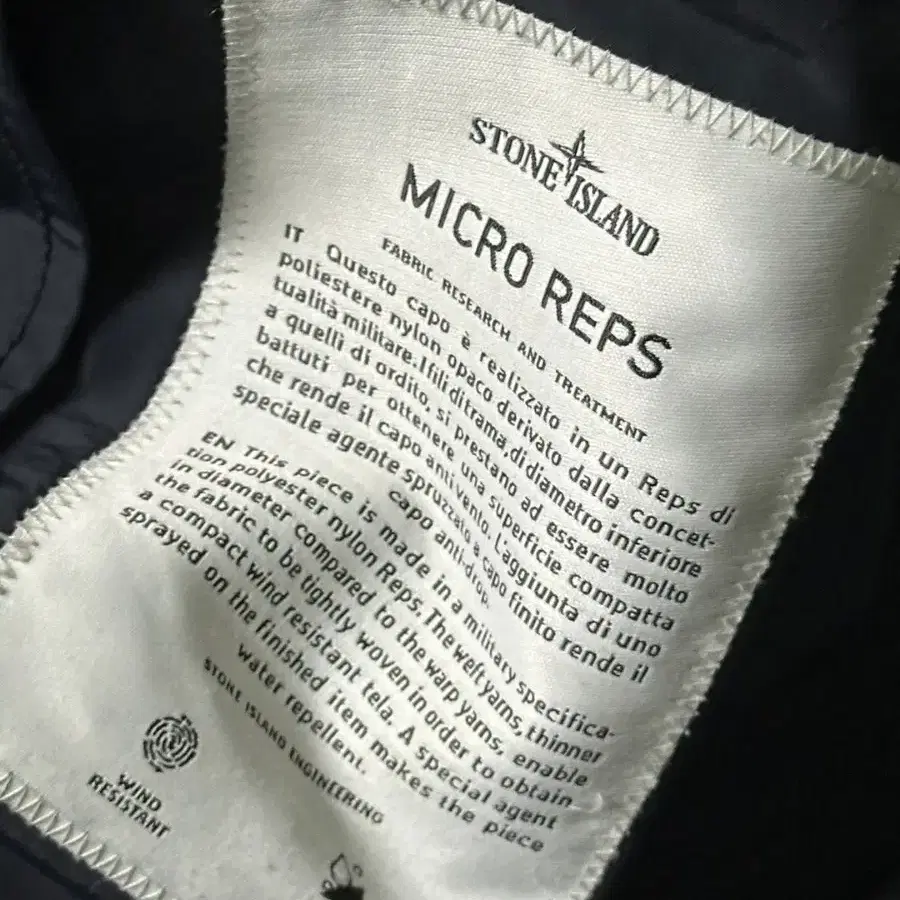 STONE ISLAND
MICRO REPS
FABRIC RESEARCH AND TREATMENT
IT Questo capo è realizzato in un Reps di
poliestere nylon opaco derivato dalla concet-
tualità militare. I fili di trama, di diametro inferiore
a quelli di ordito, si prestano ad essere molto
battuti per ottenere una superficie compatta
che rende il capo antivento. L'aggiunta di uno
speciale agente spruzzato a capo finito rende il
capo anti-drop.
EN This piece is made in a military specifica-
tion polyester nylon Reps. The weft yarns, thinner
in diameter compared to the warp yarns, enable
the fabric to be tightly woven in order to obtain
a compact wind resistant tela. A special agent
sprayed on the finished item makes the piece
water repellent.
STONE ISLAND ENGINEERING
WIND
RESISTANT